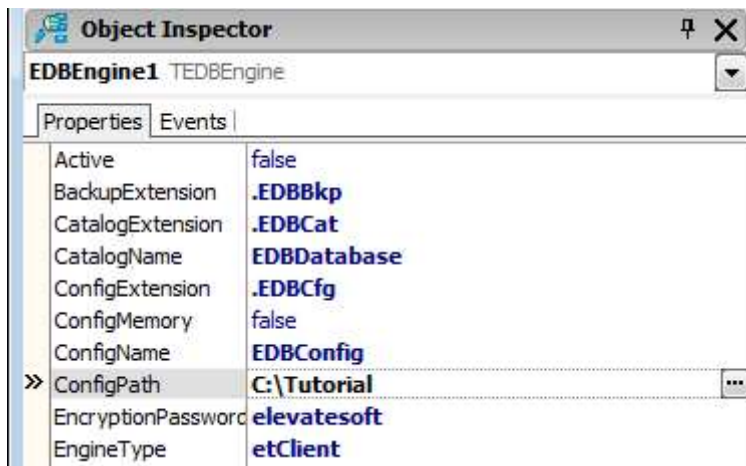 Object Inspector
EDBEngine1 TEDBEngine
Properties Events
Active false
BackupExtension .EDBBkp
CatalogExtension .EDBCat
CatalogName EDBDatabase
ConfigExtension .EDBCfg
ConfigMemory false
ConfigName EDBConfig
» ConfigPath C:\Tutorial ...
EncryptionPassword elevatesoft
EngineType etClient